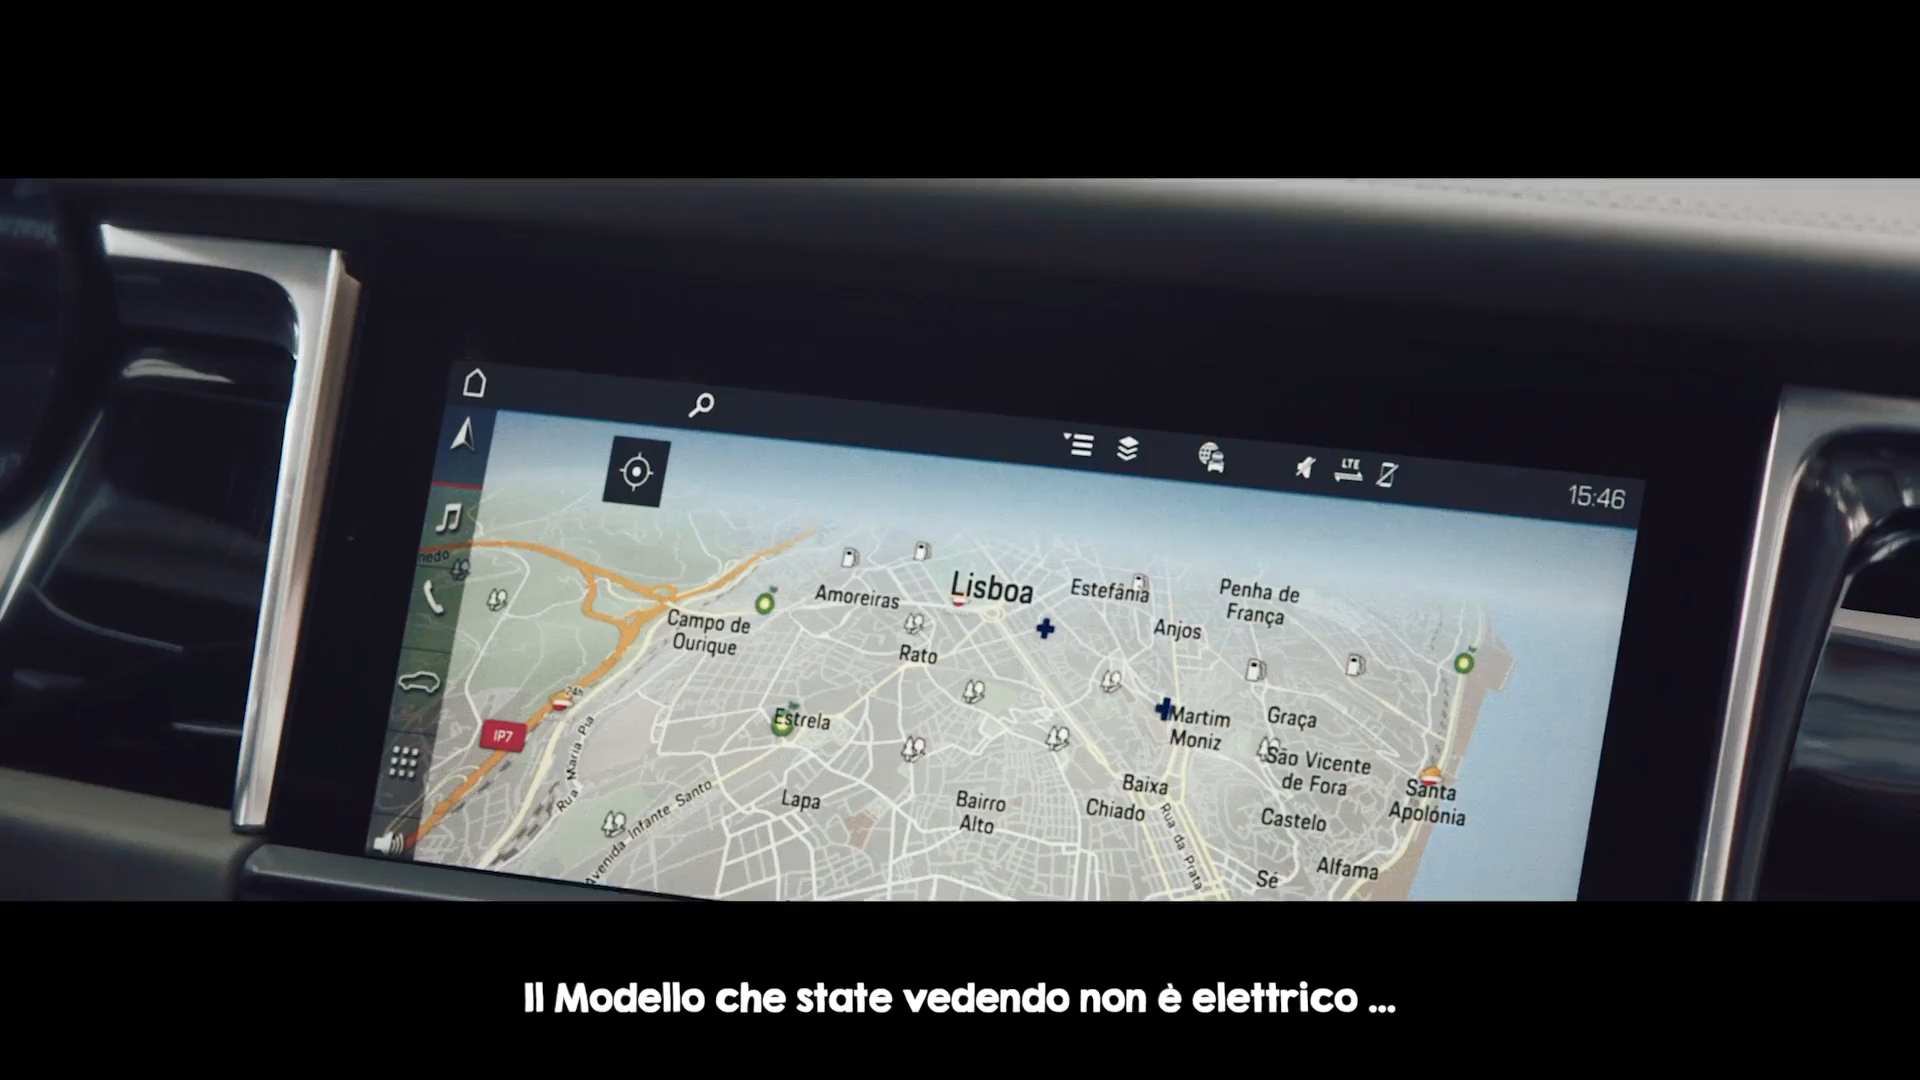 LTE
15:46
Lisboa
Estefânia
Penha de
França
Amoreiras
Campo de
Ourique
Anjos
Rato
24h
Estrela
Martim
Moniz
Graça
IP7
Rua Maria Pia
São Vicente
de Fora
Baixa
Chiado
Santa
Apolónia
Lapa
Bairro
Alto
Avenida Infante Santo
Castelo
Rua da Prata
Alfama
Sé
Il Modello che state vedendo non è elettrico ...